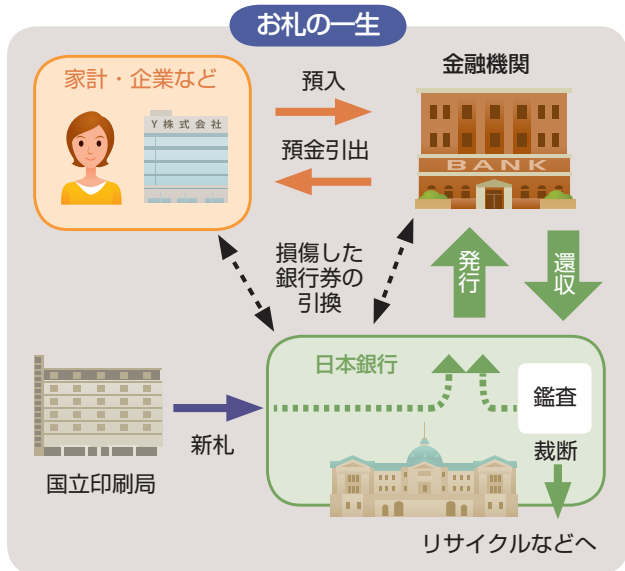 お札の一生
家計・企業など
Y株式会社
預入
預金引出
金融機関
BANK
損傷した
銀行券の
引換
発行
還収
日本銀行
鑑査
裁断
新札
国立印刷局
リサイクルなどへ